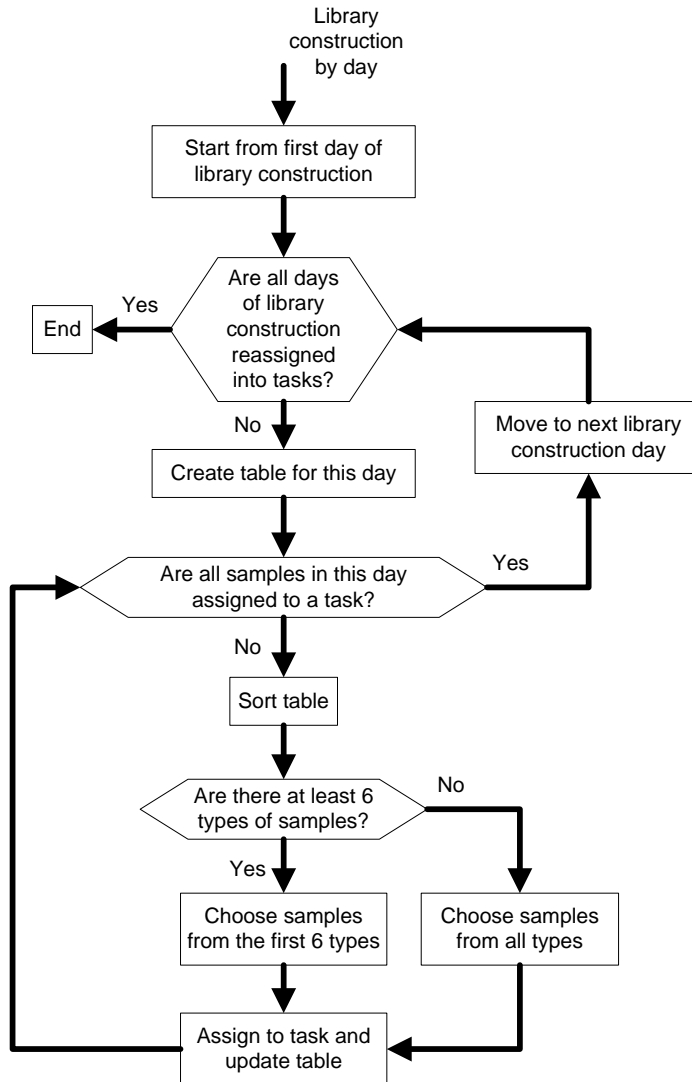 Library
construction
by day
Start from first day of
library construction
Are all days
of library
construction
reassigned
into tasks?
Yes
End
No
Move to next library
construction day
Create table for this day
Are all samples in this day
assigned to a task?
Yes
No
Sort table
Are there at least 6
types of samples?
No
Yes
Choose samples
from the first 6 types
Choose samples
from all types
Assign to task and
update table